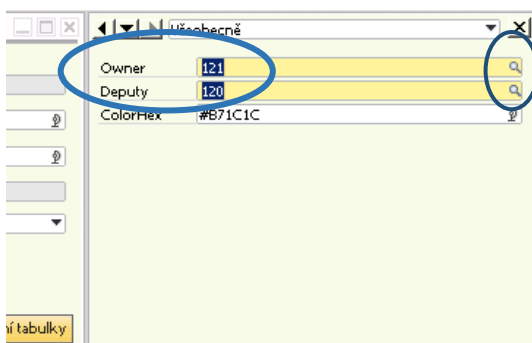 Všeobecně
Owner 121
Deputy 120
ColorHex #B71C1C
ní tabulky